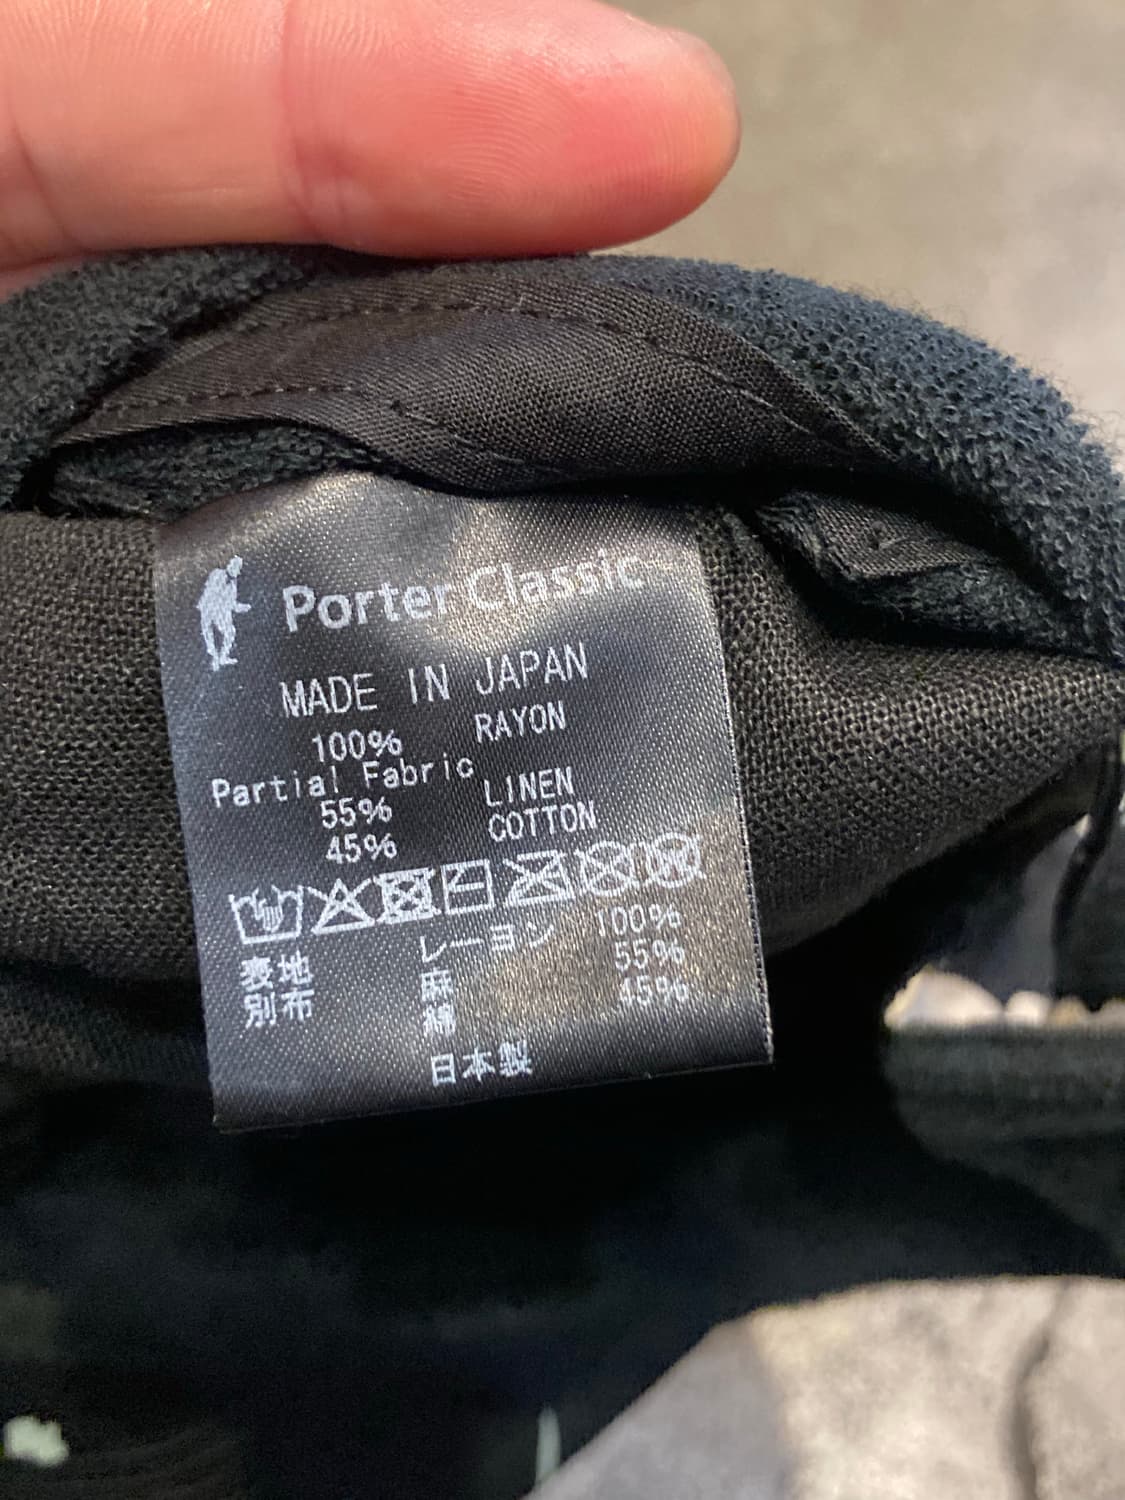 Porter Classic
MADE IN JAPAN
100% RAYON
Partial Fabric
55% LINEN
45% COTTON
表地 レーヨン 100%
別布 麻 55%
綿 45%
日本製